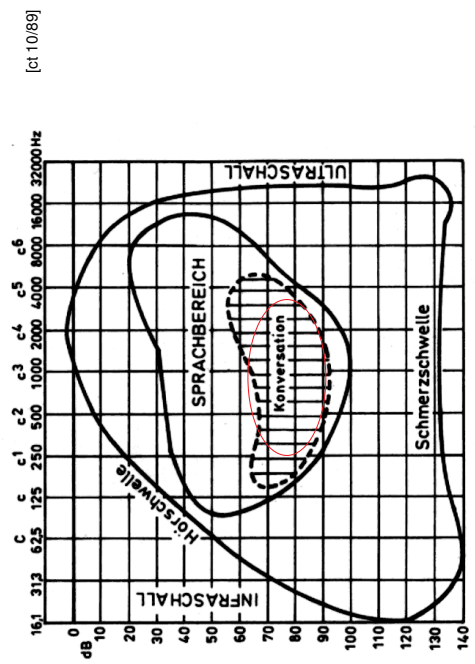 [ct 10/89]
C c c1 c2 c3 c4 c5 c6
16,1 31,3 62,5 125 250 500 1000 2000 4000 8000 16000 32000 Hz
0
dB
10
20
30
40
50
60
70
80
90
100
110
120
130
140
Hörschwelle
INFRASCHALL
SPRACHBEREICH
Konversation
ULTRASCHALL
Schmerzschwelle